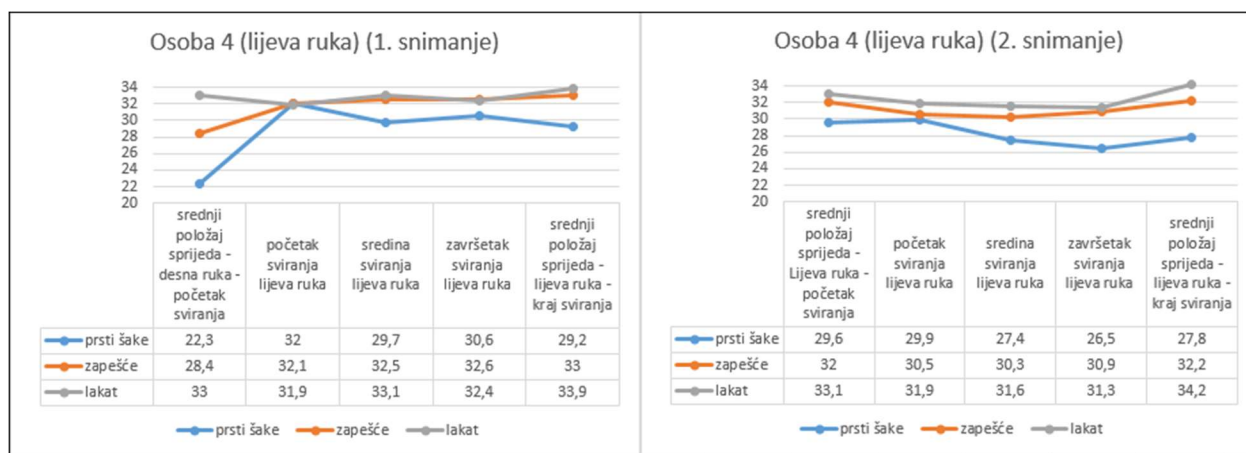 Osoba 4 (lijeva ruka) (1. snimanje)
34
32
30
28
26
24
22
20
srednji
položaj
sprijeda -
desna ruka -
početak
sviranja
početak
sviranja
lijeva ruka
sredina
sviranja
lijeva ruka
završetak
sviranja
lijeva ruka
srednji
položaj
sprijeda -
lijeva ruka -
kraj sviranja
prsti šake 22,3 32 29,7 30,6 29,2
zapešće 28,4 32,1 32,5 32,6 33
lakat 33 31,9 33,1 32,4 33,9
prsti šake zapešće lakat
Osoba 4 (lijeva ruka) (2. snimanje)
34
32
30
28
26
24
22
20
srednji
položaj
sprijeda -
Lijeva ruka -
početak
sviranja
početak
sviranja
lijeva ruka
sredina
sviranja
lijeva ruka
završetak
sviranja
lijeva ruka
srednji
položaj
sprijeda -
lijeva ruka -
kraj sviranja
prsti šake 29,6 29,9 27,4 26,5 27,8
zapešće 32 30,5 30,3 30,9 32,2
lakat 33,1 31,9 31,6 31,3 34,2
prsti šake zapešće lakat